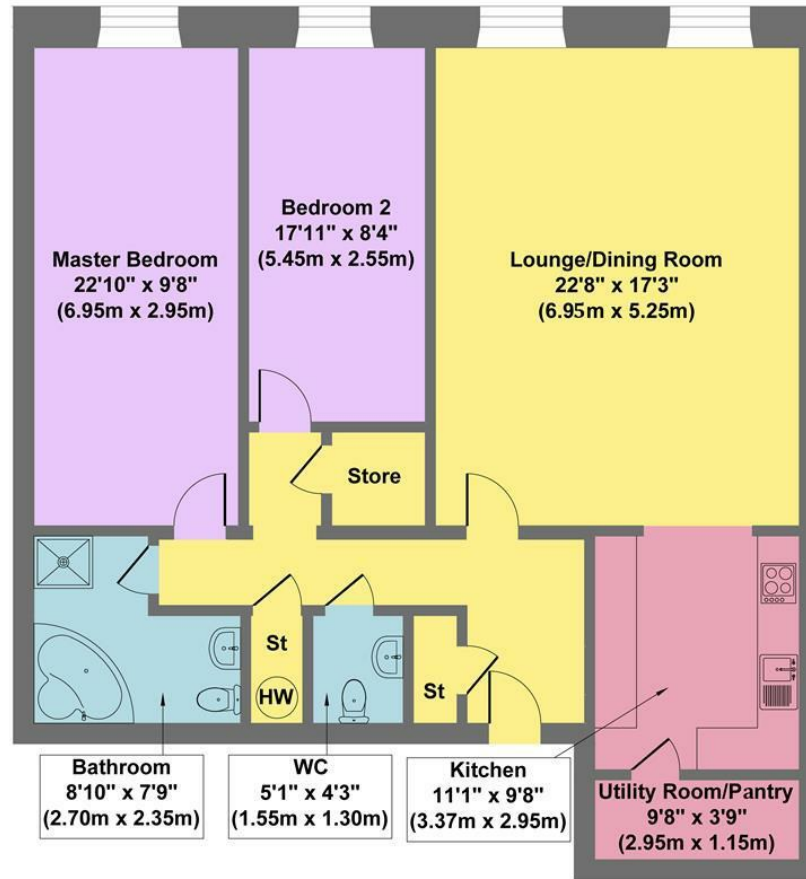 Master Bedroom
22'10" x 9'8"
(6.95m x 2.95m)
Bedroom 2
17'11" x 8'4"
(5.45m x 2.55m)
Lounge/Dining Room
22'8" x 17'3"
(6.95m x 5.25m)
Store
St
HW
St
Bathroom
8'10" x 7'9"
(2.70m x 2.35m)
WC
5'1" x 4'3"
(1.55m x 1.30m)
Kitchen
11'1" x 9'8"
(3.37m x 2.95m)
Utility Room/Pantry
9'8" x 3'9"
(2.95m x 1.15m)